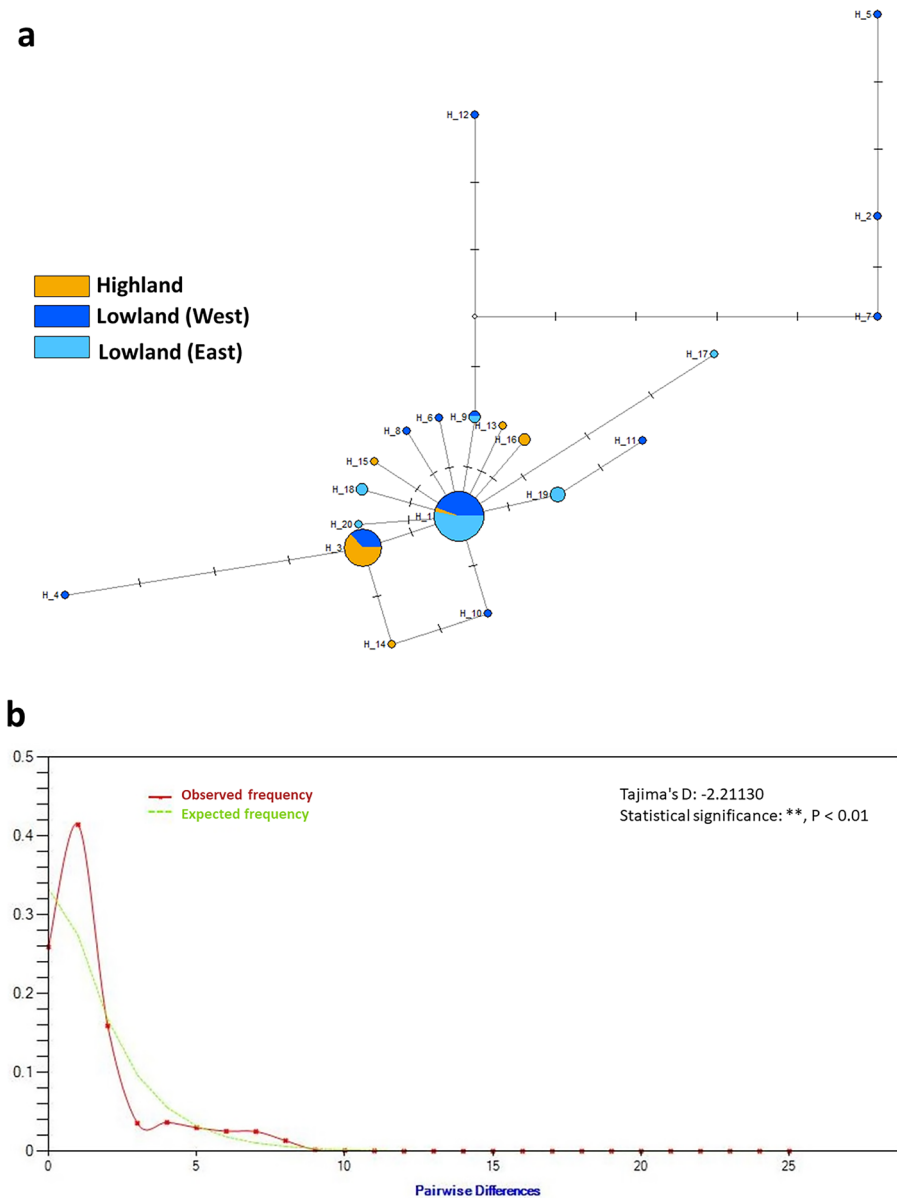 a
H_5
H_12
H_2
Highland
Lowland (West)
Lowland (East)
H_7
H_17
H_6
H_9
H_13
H_8
H_16
H_11
H_15
H_18
H_19
H_1
H_20
H_3
H_4
H_10
H_14
b
0.5
Observed frequency
Expected frequency
Tajima's D: -2.21130
Statistical significance: **, P < 0.01
0.4
0.3
0.2
0.1
0
0 5 10 15 20 25
Pairwise Differences